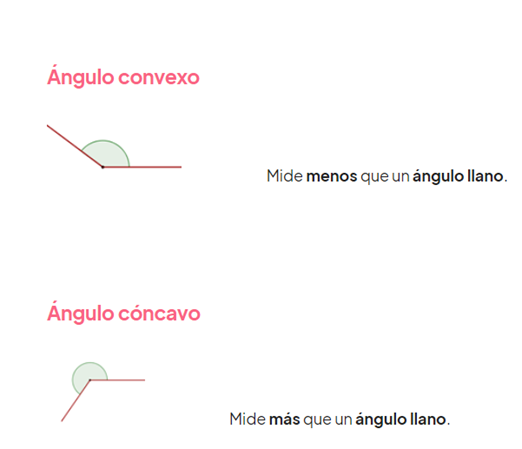 Ángulo convexo
Mide menos que un ángulo llano.
Ángulo cóncavo
Mide más que un ángulo llano.